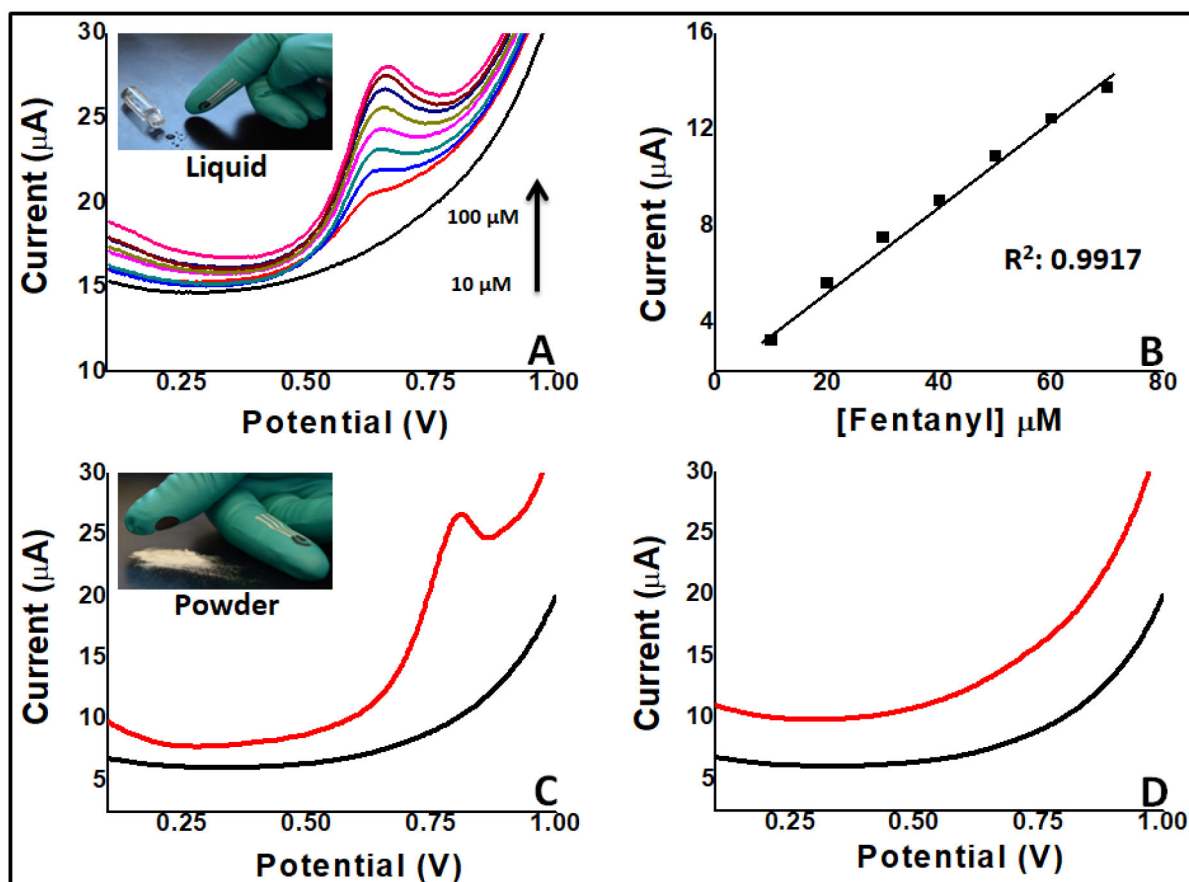 30
25
20
15
10
Current (μA)
Liquid
100 μM
10 μM
A
0.25 0.50 0.75 1.00
Potential (V)
16
12
8
4
Current (μA)
R²: 0.9917
B
0 20 40 60 80
[Fentanyl] μM
30
25
20
15
10
5
Current (μA)
Powder
C
0.25 0.50 0.75 1.00
Potential (V)
30
25
20
15
10
5
Current (μA)
D
0.25 0.50 0.75 1.00
Potential (V)